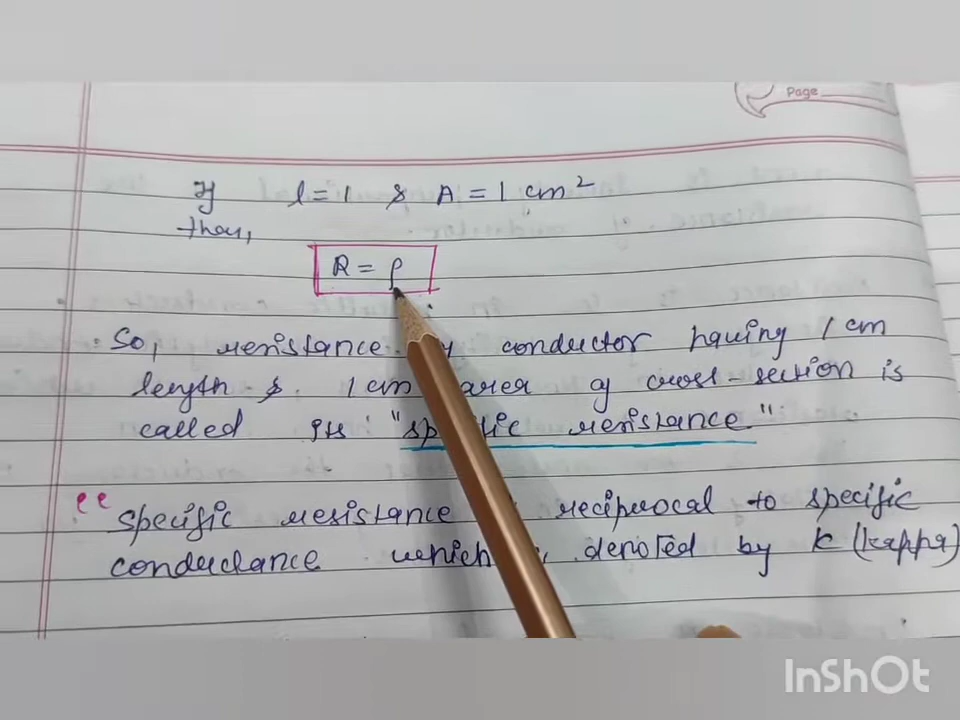 Page
If l = 1 & A = 1 cm²
then,
R = ρ
So, resistance of conductor having 1 cm
length & 1 cm area of cross-section is
called its "specific resistance"
"Specific resistance reciprocal to specific
conductance which denoted by K (kappa)
InShOt